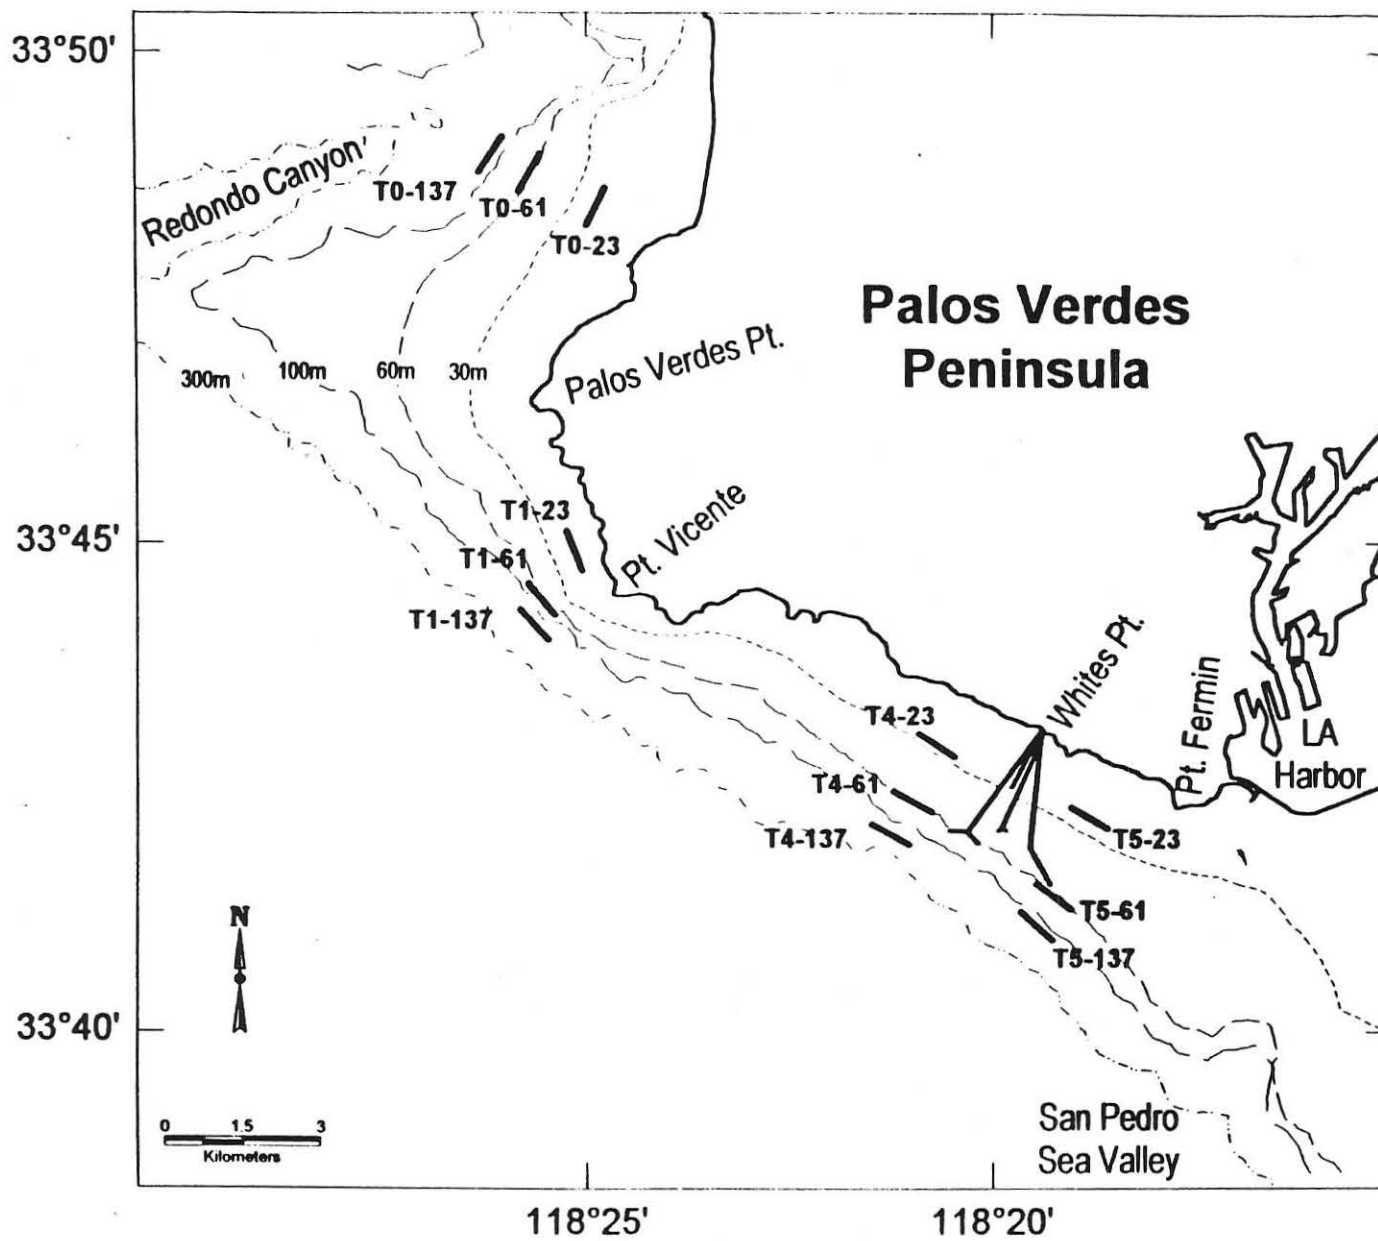 33°50'
Redondo Canyon
T0-137
T0-61
T0-23
Palos Verdes
Peninsula
Palos Verdes Pt.
300m
100m
60m
30m
33°45'
T1-23
T1-61
T1-137
Pt. Vicente
Whites Pt.
Pt. Fermin
LA
Harbor
T4-23
T4-61
T4-137
T5-23
T5-61
T5-137
N
33°40'
0 1.5 3
Kilometers
San Pedro
Sea Valley
118°25'
118°20'